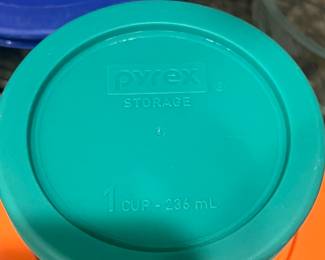 pyrex®
STORAGE
1 CUP - 236 mL